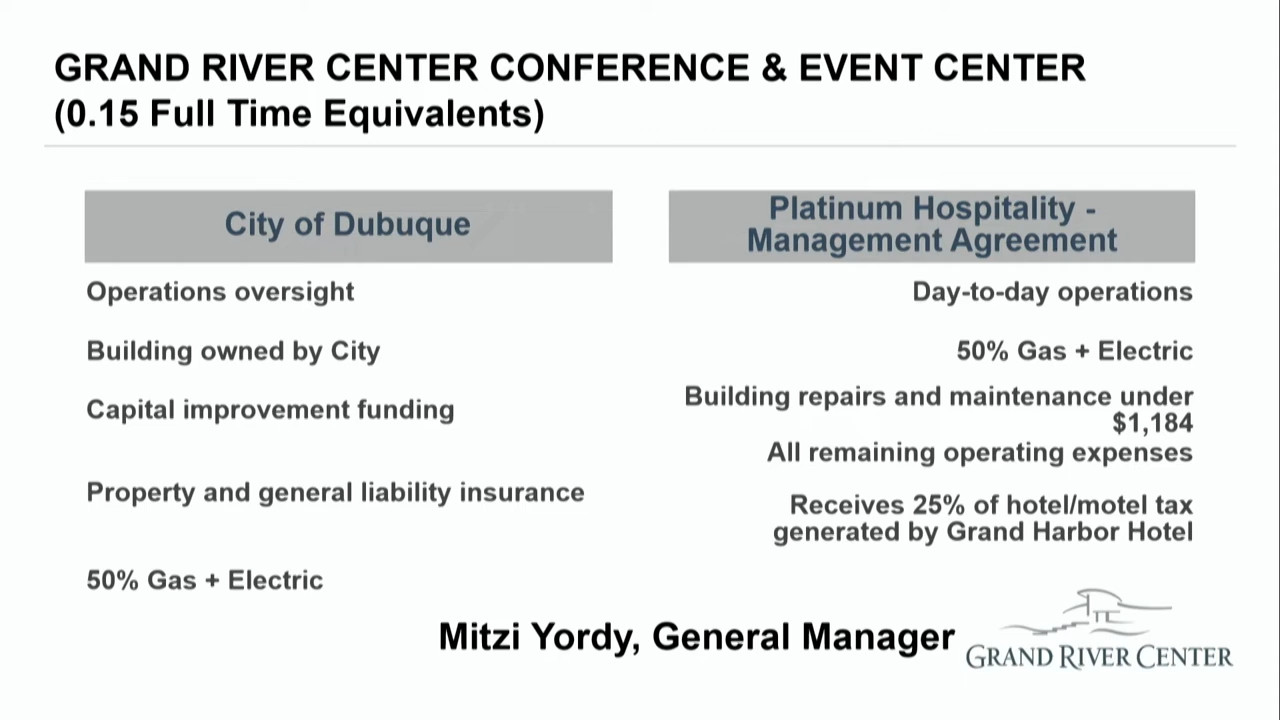 GRAND RIVER CENTER CONFERENCE & EVENT CENTER
(0.15 Full Time Equivalents)
City of Dubuque
Operations oversight
Building owned by City
Capital improvement funding
Property and general liability insurance
50% Gas + Electric
Platinum Hospitality -
Management Agreement
Day-to-day operations
50% Gas + Electric
Building repairs and maintenance under
$1,184
All remaining operating expenses
Receives 25% of hotel/motel tax
generated by Grand Harbor Hotel
Mitzi Yordy, General Manager
GRAND RIVER CENTER